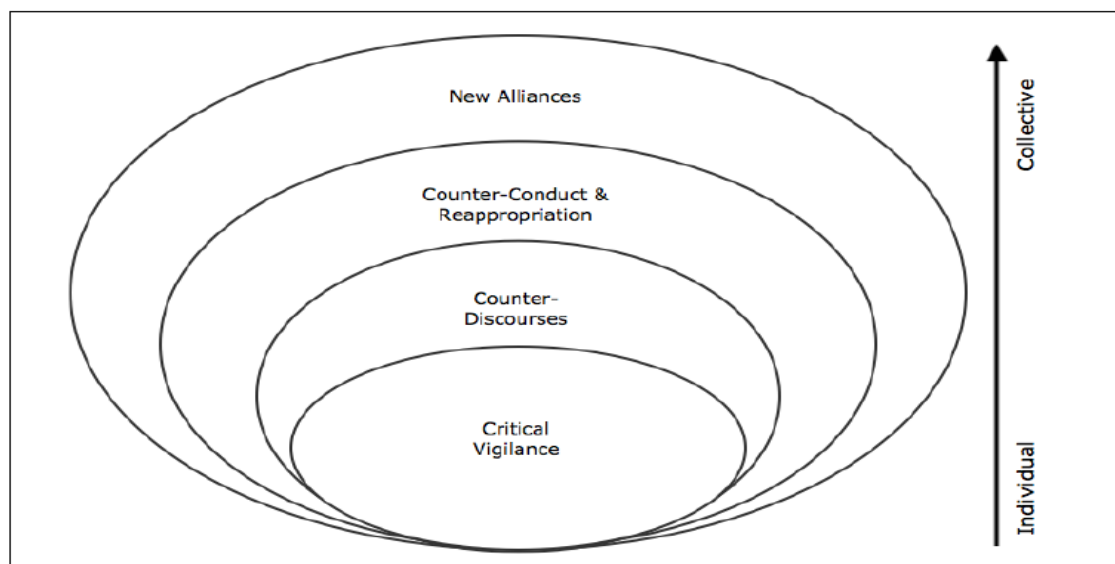 New Alliances
Counter-Conduct &
Reappropriation
Counter-
Discourses
Critical
Vigilance
Collective
Individual